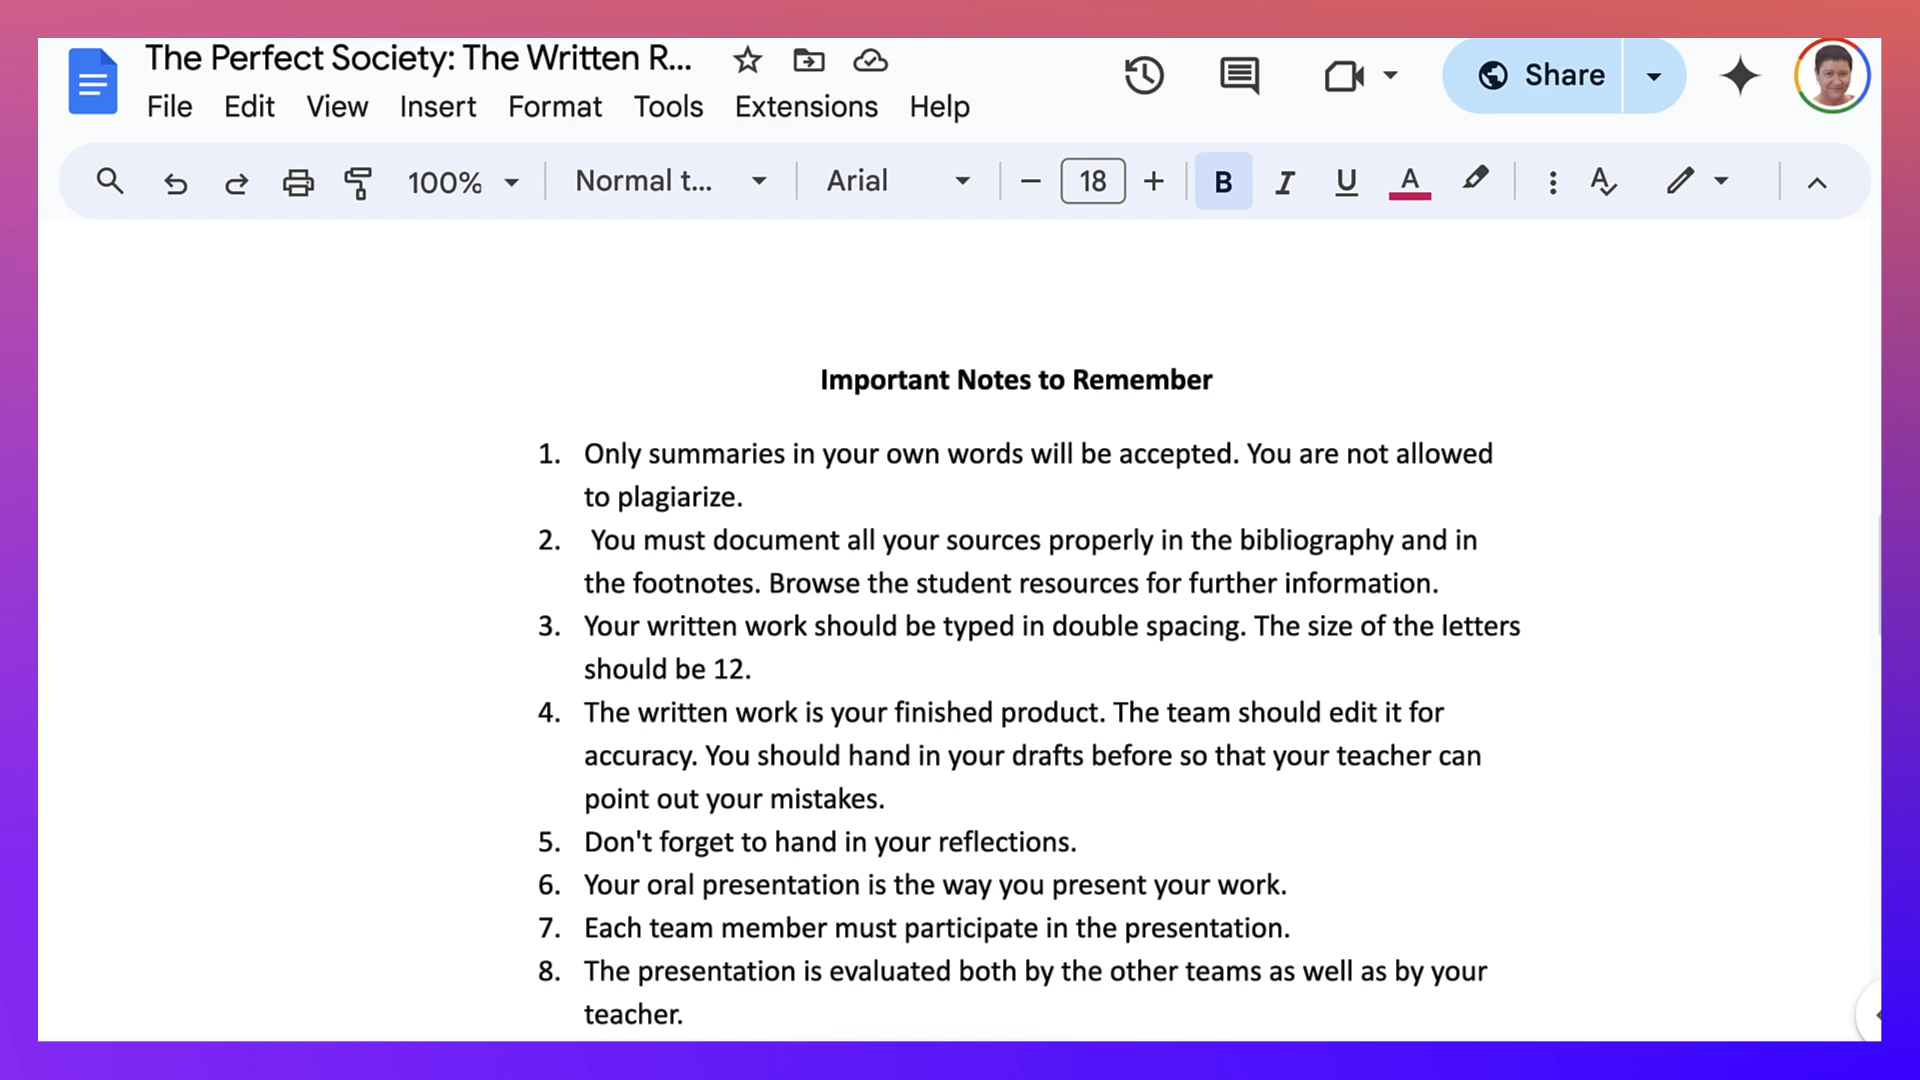 The Perfect Society: The Written R...
File Edit View Insert Format Tools Extensions Help
Share
100% Normal t... Arial 18 B I U A
Important Notes to Remember
1. Only summaries in your own words will be accepted. You are not allowed
to plagiarize.
2. You must document all your sources properly in the bibliography and in
the footnotes. Browse the student resources for further information.
3. Your written work should be typed in double spacing. The size of the letters
should be 12.
4. The written work is your finished product. The team should edit it for
accuracy. You should hand in your drafts before so that your teacher can
point out your mistakes.
5. Don't forget to hand in your reflections.
6. Your oral presentation is the way you present your work.
7. Each team member must participate in the presentation.
8. The presentation is evaluated both by the other teams as well as by your
teacher.